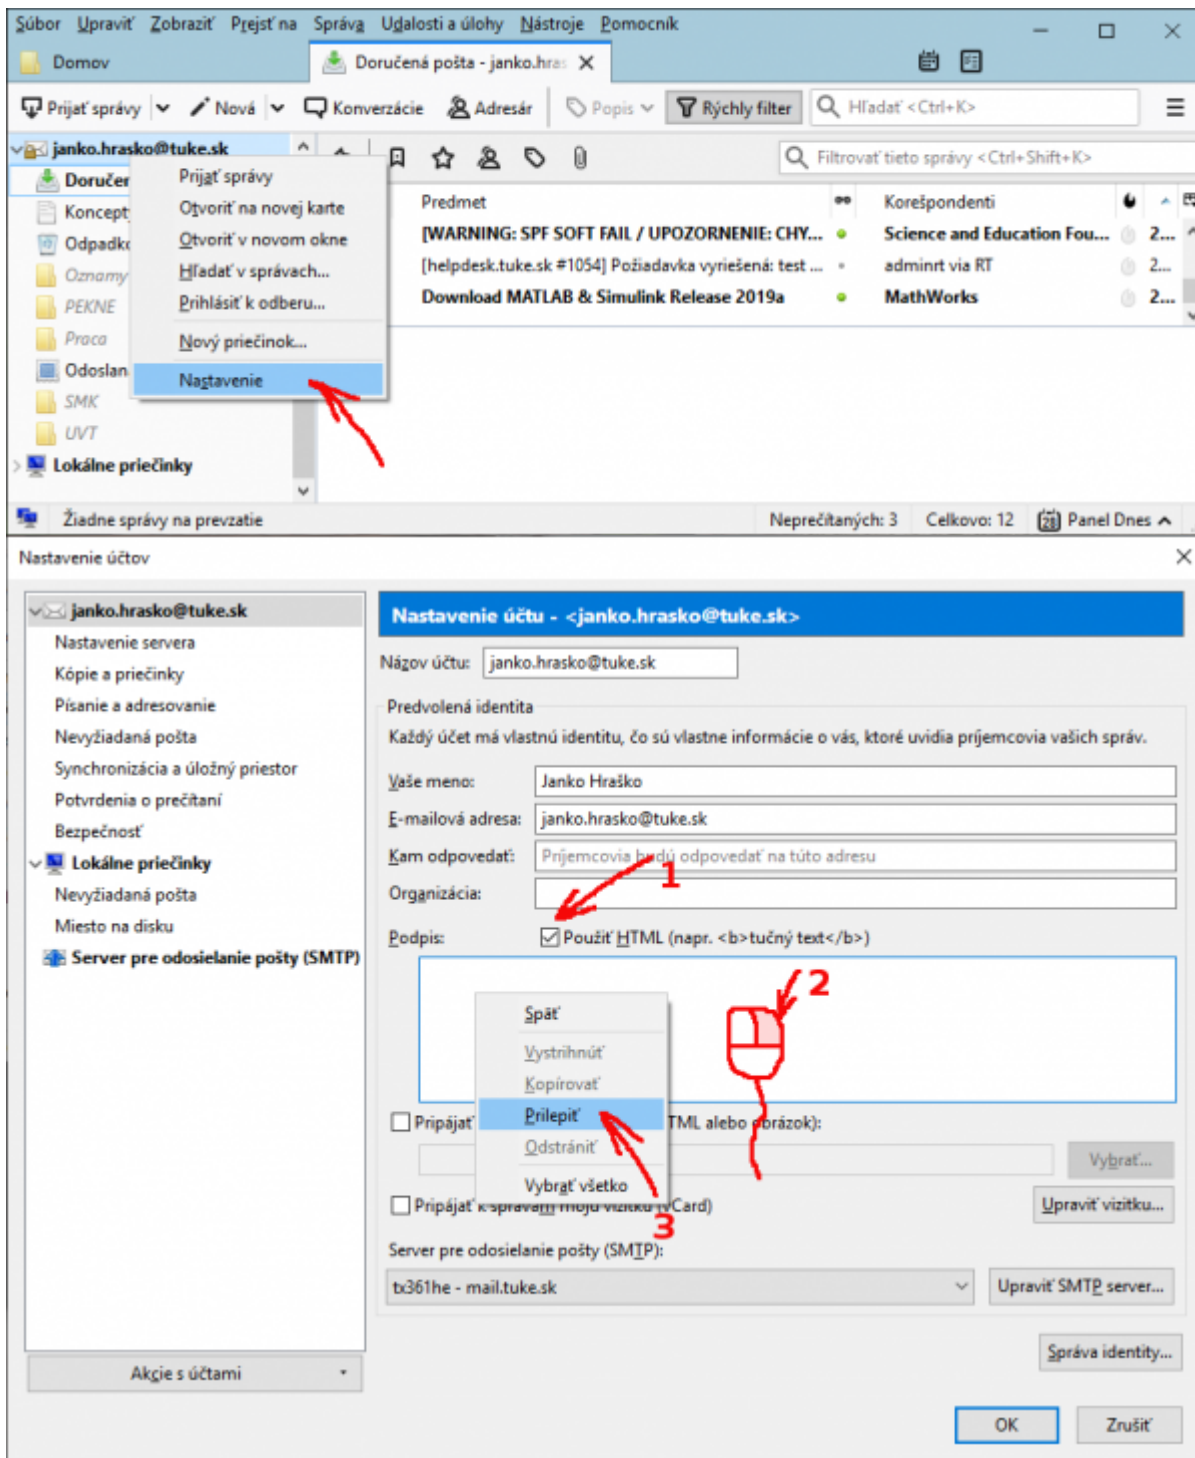 Súbor Upraviť Zobraziť Prejsť na Správa Udalosti a úlohy Nástroje Pomocník
Domov Doručená pošta - janko.hras
Prijať správy Nová Konverzácie Adresár Popis Rýchly filter Hľadať <Ctrl+K>
janko.hrasko@tuke.sk
Filtrovať tieto správy <Ctrl+Shift+K>
Doručen
Koncept
Odpadko
Oznamy
PEKNE
Praca
Odoslan
SMK
UVT
Lokálne priečinky
Prijať správy
Otvoriť na novej karte
Otvoriť v novom okne
Hľadať v správach...
Prihlásiť k odberu...
Nový priečinok...
Nastavenie
Predmet Korešpondenti
[WARNING: SPF SOFT FAIL / UPOZORNENIE: CHY... Science and Education Fou... 2...
[helpdesk.tuke.sk #1054] Požiadavka vyriešená: test ... adminrt via RT 2...
Download MATLAB & Simulink Release 2019a MathWorks 2...
Žiadne správy na prevzatie Neprečítaných: 3 Celkovo: 12 28 Panel Dnes
Nastavenie účtov
janko.hrasko@tuke.sk
Nastavenie servera
Kópie a priečinky
Písanie a adresovanie
Nevyžiadaná pošta
Synchronizácia a úložný priestor
Potvrdenia o prečítaní
Bezpečnosť
Lokálne priečinky
Nevyžiadaná pošta
Miesto na disku
Server pre odosielanie pošty (SMTP)
Akcie s účtami
Nastavenie účtu - <janko.hrasko@tuke.sk>
Názov účtu: janko.hrasko@tuke.sk
Predvolená identita
Každý účet má vlastnú identitu, čo sú vlastne informácie o vás, ktoré uvidia príjemcovia vašich správ.
Vaše meno: Janko Hraško
E-mailová adresa: janko.hrasko@tuke.sk
Kam odpovedať: Príjemcovia budú odpovedať na túto adresu
1
Organizácia:
Podpis: Použiť HTML (napr. <b>tučný text</b>)
2
Späť
Vystrihnúť
Kopírovať
Prilepiť
Odstrániť
Vybrať všetko
3
Pripájať TML alebo obrázok):
Vybrať...
Pripájať k správam moju vizitku (vCard) Upraviť vizitku...
Server pre odosielanie pošty (SMTP):
tx361he - mail.tuke.sk Upraviť SMTP server...
Správa identity...
OK Zrušiť